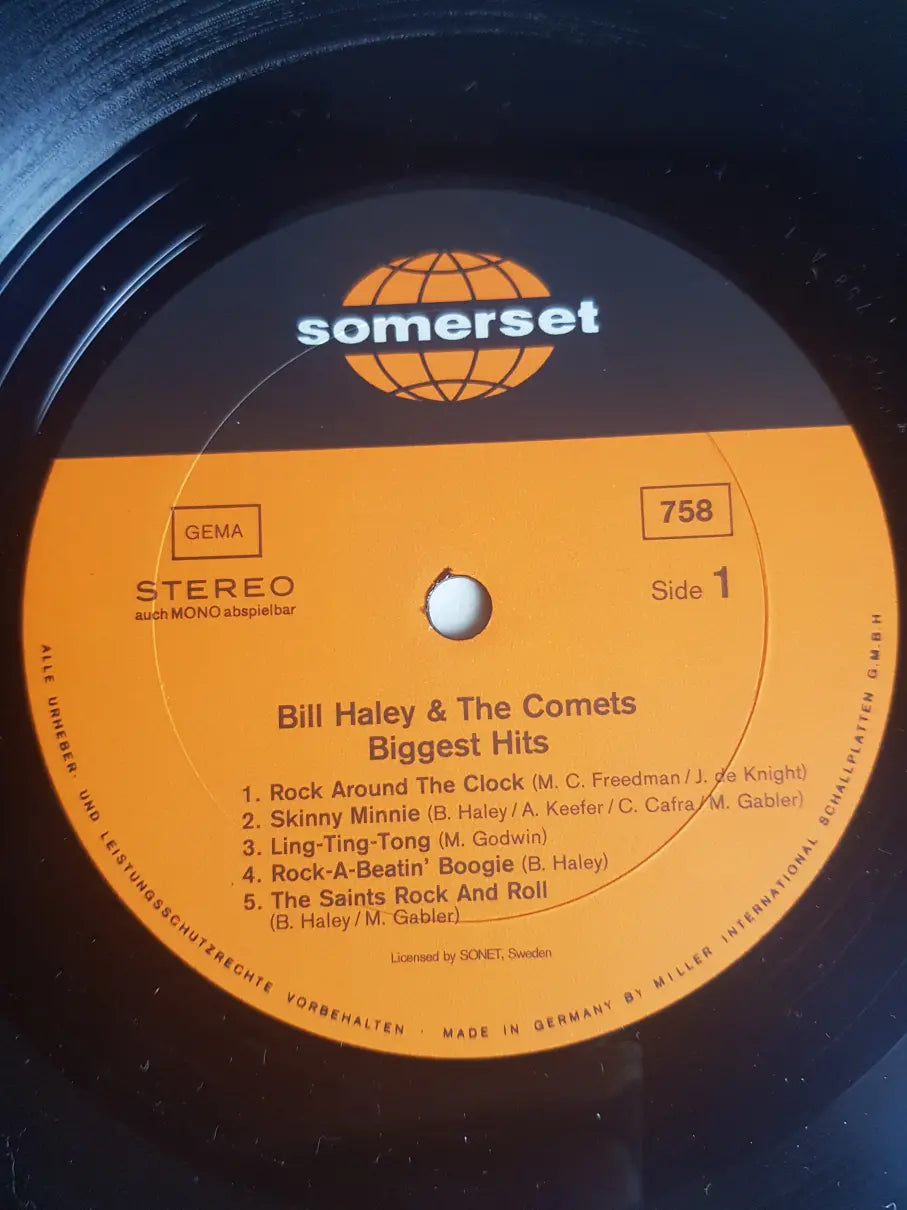 somerset
GEMA
758
STEREO
auch MONO abspielbar
Side 1
Bill Haley & The Comets
Biggest Hits
1. Rock Around The Clock (M. C. Freedman / J. de Knight)
2. Skinny Minnie (B. Haley / A. Keefer / C. Cafra / M. Gabler)
3. Ling-Ting-Tong (M. Godwin)
4. Rock-A-Beatin' Boogie (B. Haley)
5. The Saints Rock And Roll
(B. Haley / M. Gabler)
Licensed by SONET, Sweden
ALLE URHEBER- UND LEISTUNGSSCHUTZRECHTE VORBEHALTEN · MADE IN GERMANY BY MILLER INTERNATIONAL SCHALLPLATTEN G.M.B.H